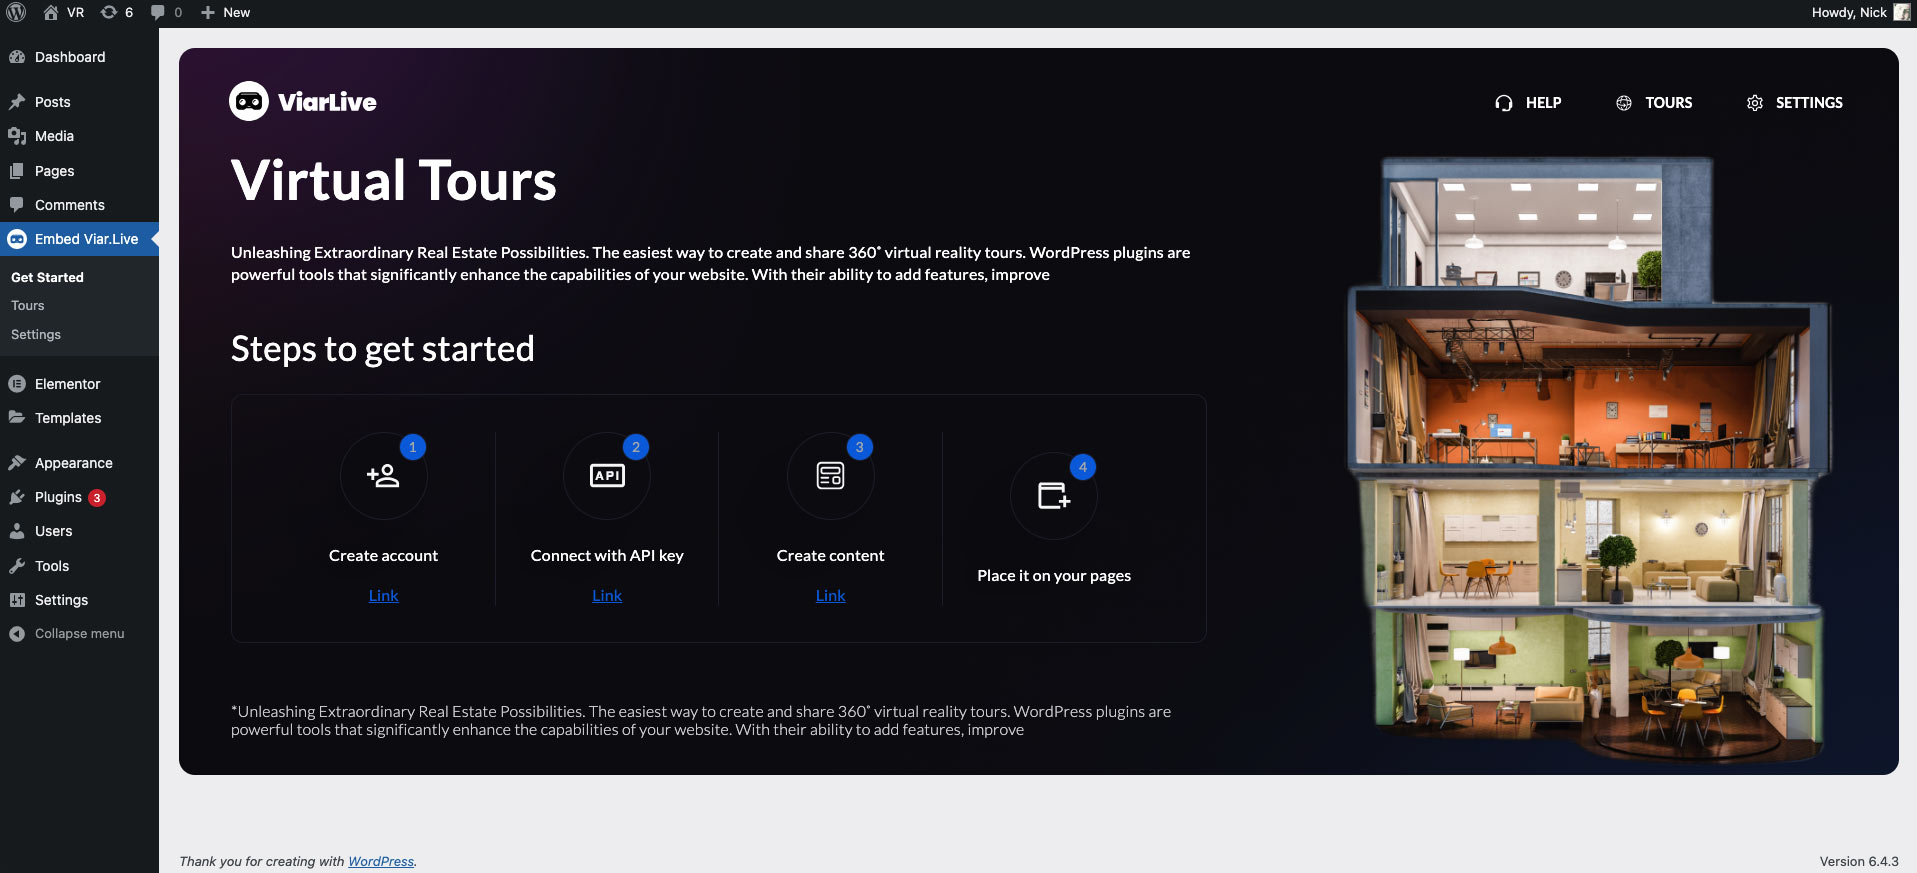 VR
6
0
New
Howdy, Nick
Dashboard
Posts
Media
Pages
Comments
Embed Viar.Live
Get Started
Tours
Settings
Elementor
Templates
Appearance
Plugins 3
Users
Tools
Settings
Collapse menu
ViarLive
HELP
TOURS
SETTINGS
Virtual Tours
Unleashing Extraordinary Real Estate Possibilities. The easiest way to create and share 360° virtual reality tours. WordPress plugins are
powerful tools that significantly enhance the capabilities of your website. With their ability to add features, improve
Steps to get started
1
API
2
3
4
Create account
Connect with API key
Create content
Place it on your pages
Link
Link
Link
*Unleashing Extraordinary Real Estate Possibilities. The easiest way to create and share 360° virtual reality tours. WordPress plugins are
powerful tools that significantly enhance the capabilities of your website. With their ability to add features, improve
Thank you for creating with WordPress.
Version 6.4.3